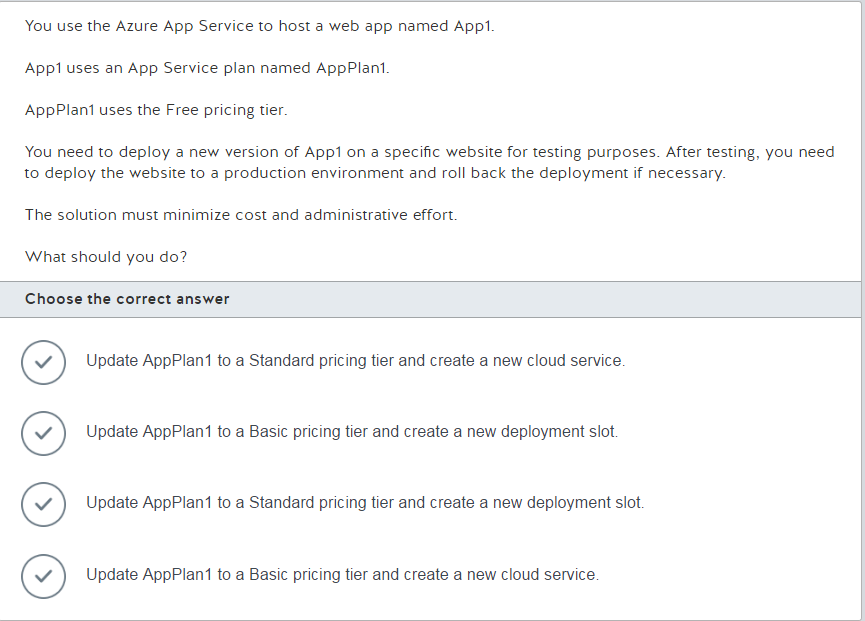 You use the Azure App Service to host a web app named App1.
App1 uses an App Service plan named AppPlan1.
AppPlan1 uses the Free pricing tier.
You need to deploy a new version of App1 on a specific website for testing purposes. After testing, you need
to deploy the website to a production environment and roll back the deployment if necessary.
The solution must minimize cost and administrative effort.
What should you do?
Choose the correct answer
Update AppPlan1 to a Standard pricing tier and create a new cloud service.
Update AppPlan1 to a Basic pricing tier and create a new deployment slot.
Update AppPlan1 to a Standard pricing tier and create a new deployment slot.
Update AppPlan1 to a Basic pricing tier and create a new cloud service.